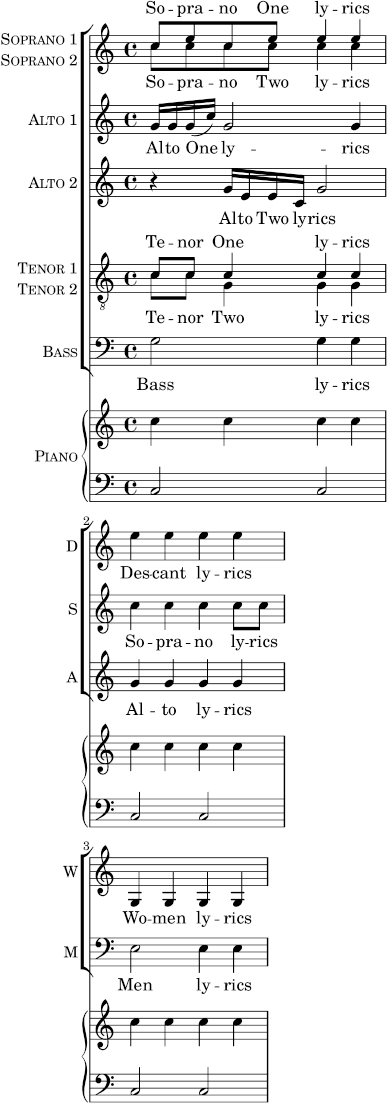 So -- pra -- no One ly -- rics
SOPRANO 1
SOPRANO 2
So -- pra -- no Two ly -- rics
ALTO 1
Alto One ly -- -- rics
ALTO 2
Alto Two lyrics
Te -- nor One ly -- rics
TENOR 1
TENOR 2
8
Te -- nor Two ly -- rics
BASS
Bass ly -- rics
PIANO
2
D
Des -- cant ly -- rics
S
So -- pra -- no ly -- rics
A
Al -- to ly -- rics
3
W
Wo -- men ly -- rics
M
Men ly -- rics